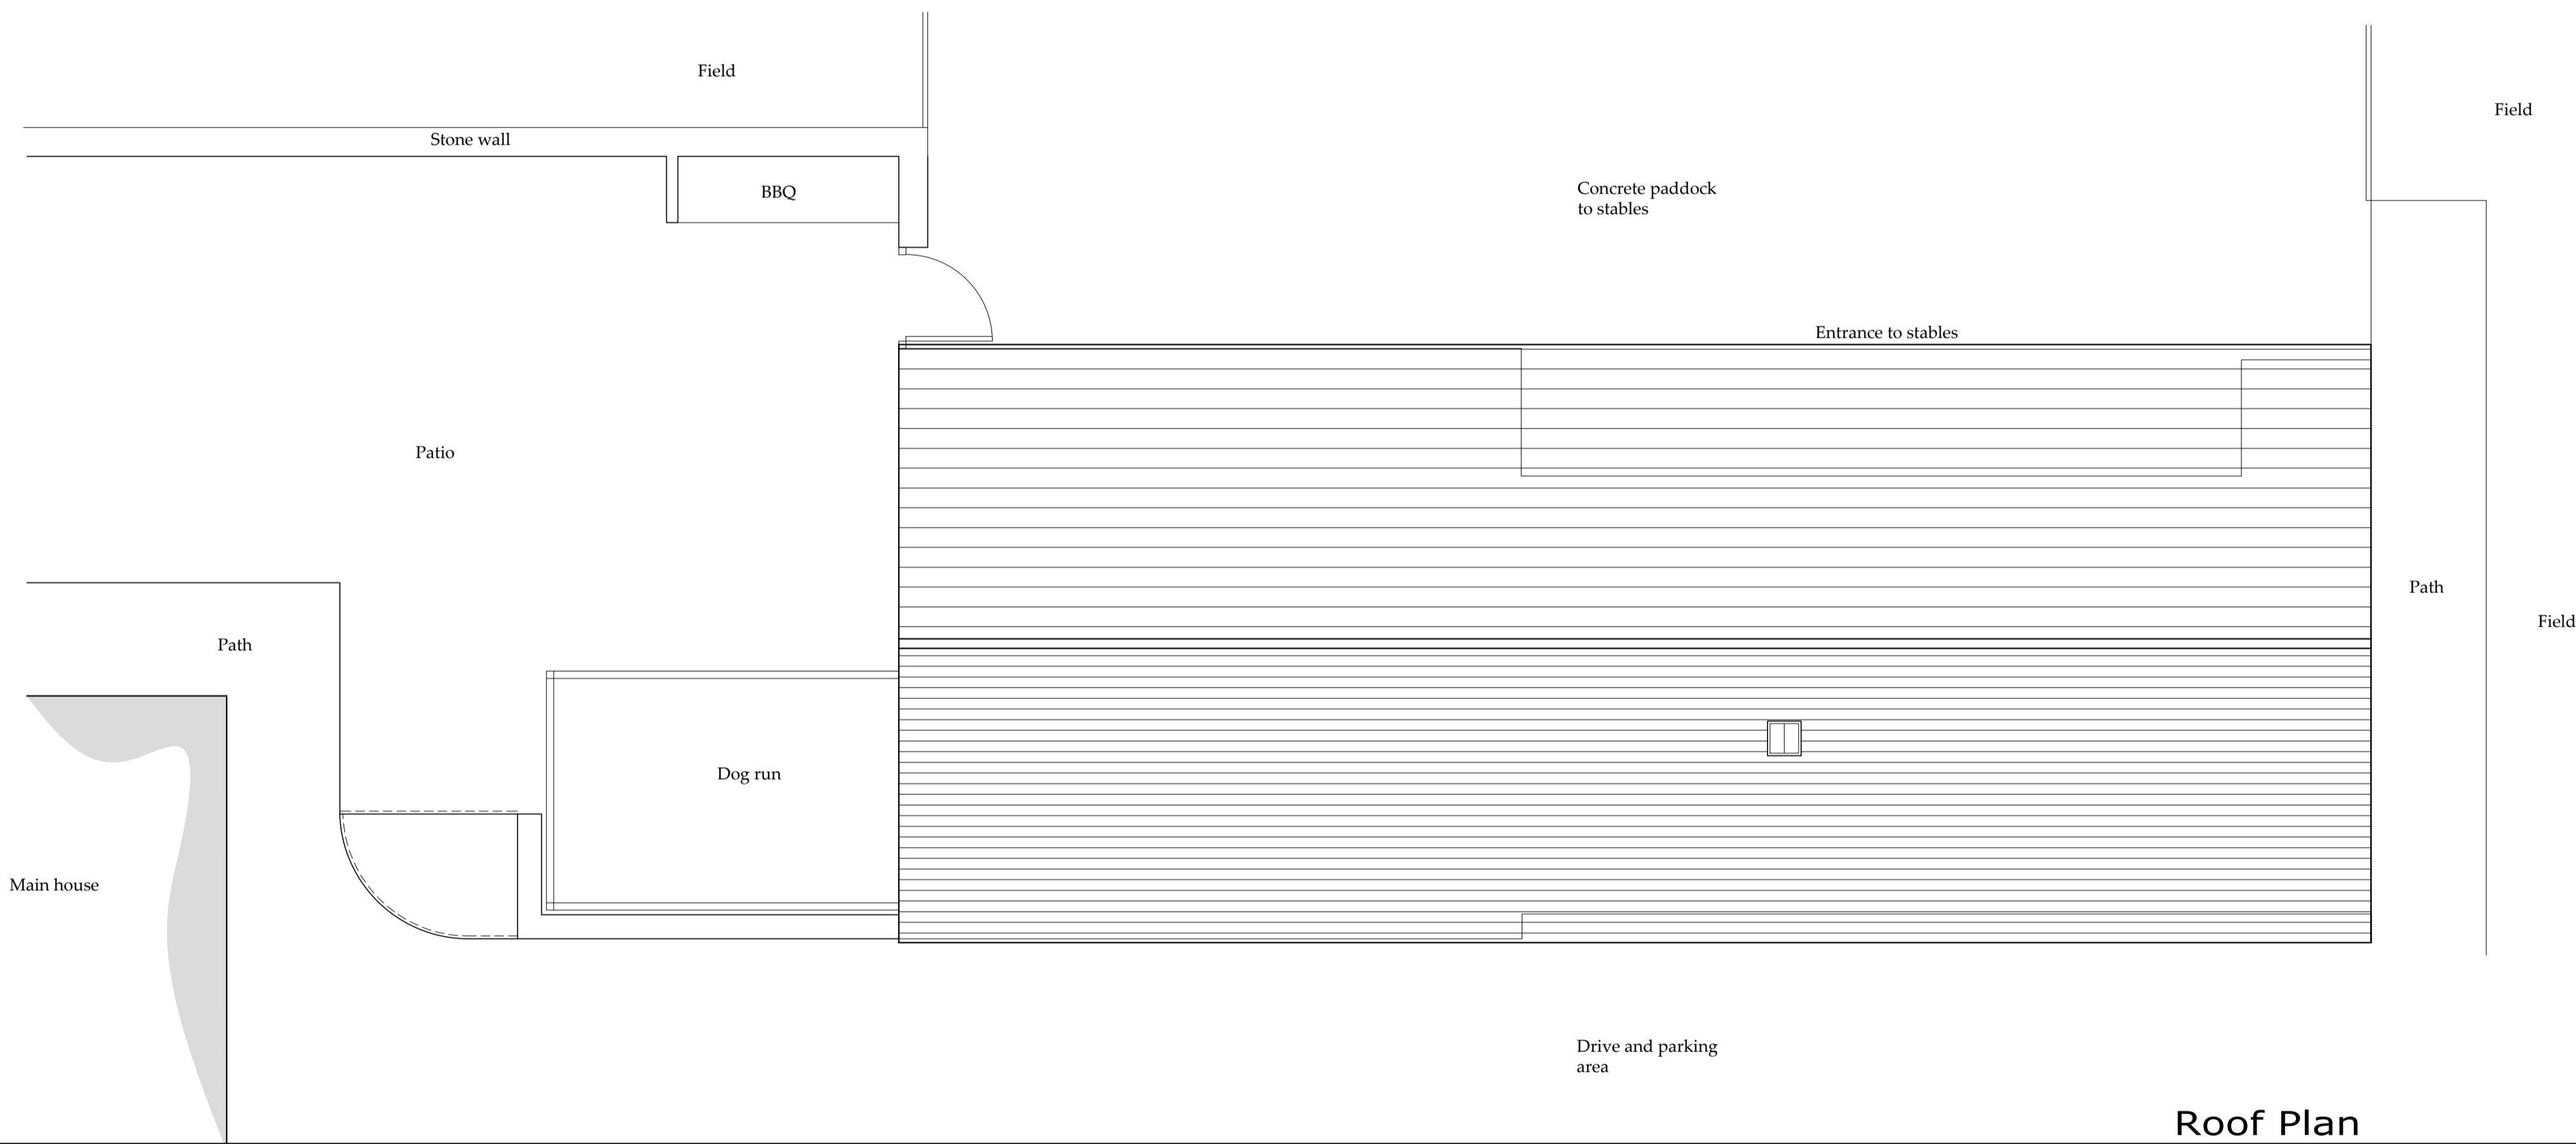 Field
Field
Stone wall
BBQ
Concrete paddock
to stables
Entrance to stables
Patio
Path
Field
Path
Dog run
Main house
Drive and parking
area
Roof Plan